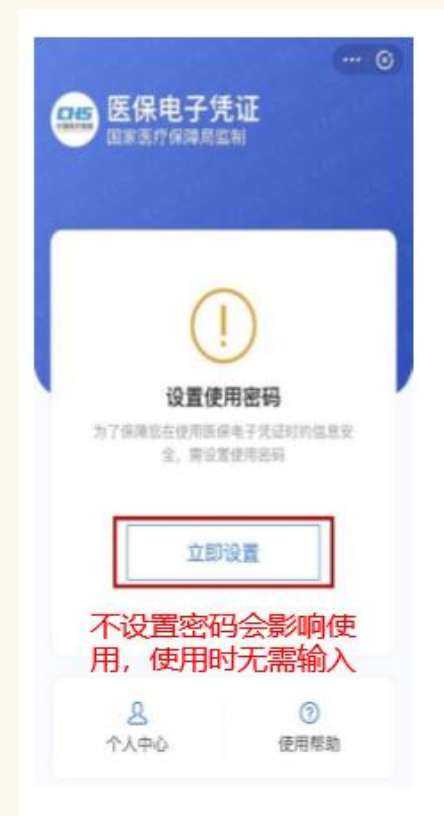 CHS
医保电子凭证
国家医疗保障局监制
设置使用密码
为了保障您在使用医保电子凭证时的信息安
全，需设置使用密码
立即设置
不设置密码会影响使
用，使用时无需输入
个人中心
使用帮助